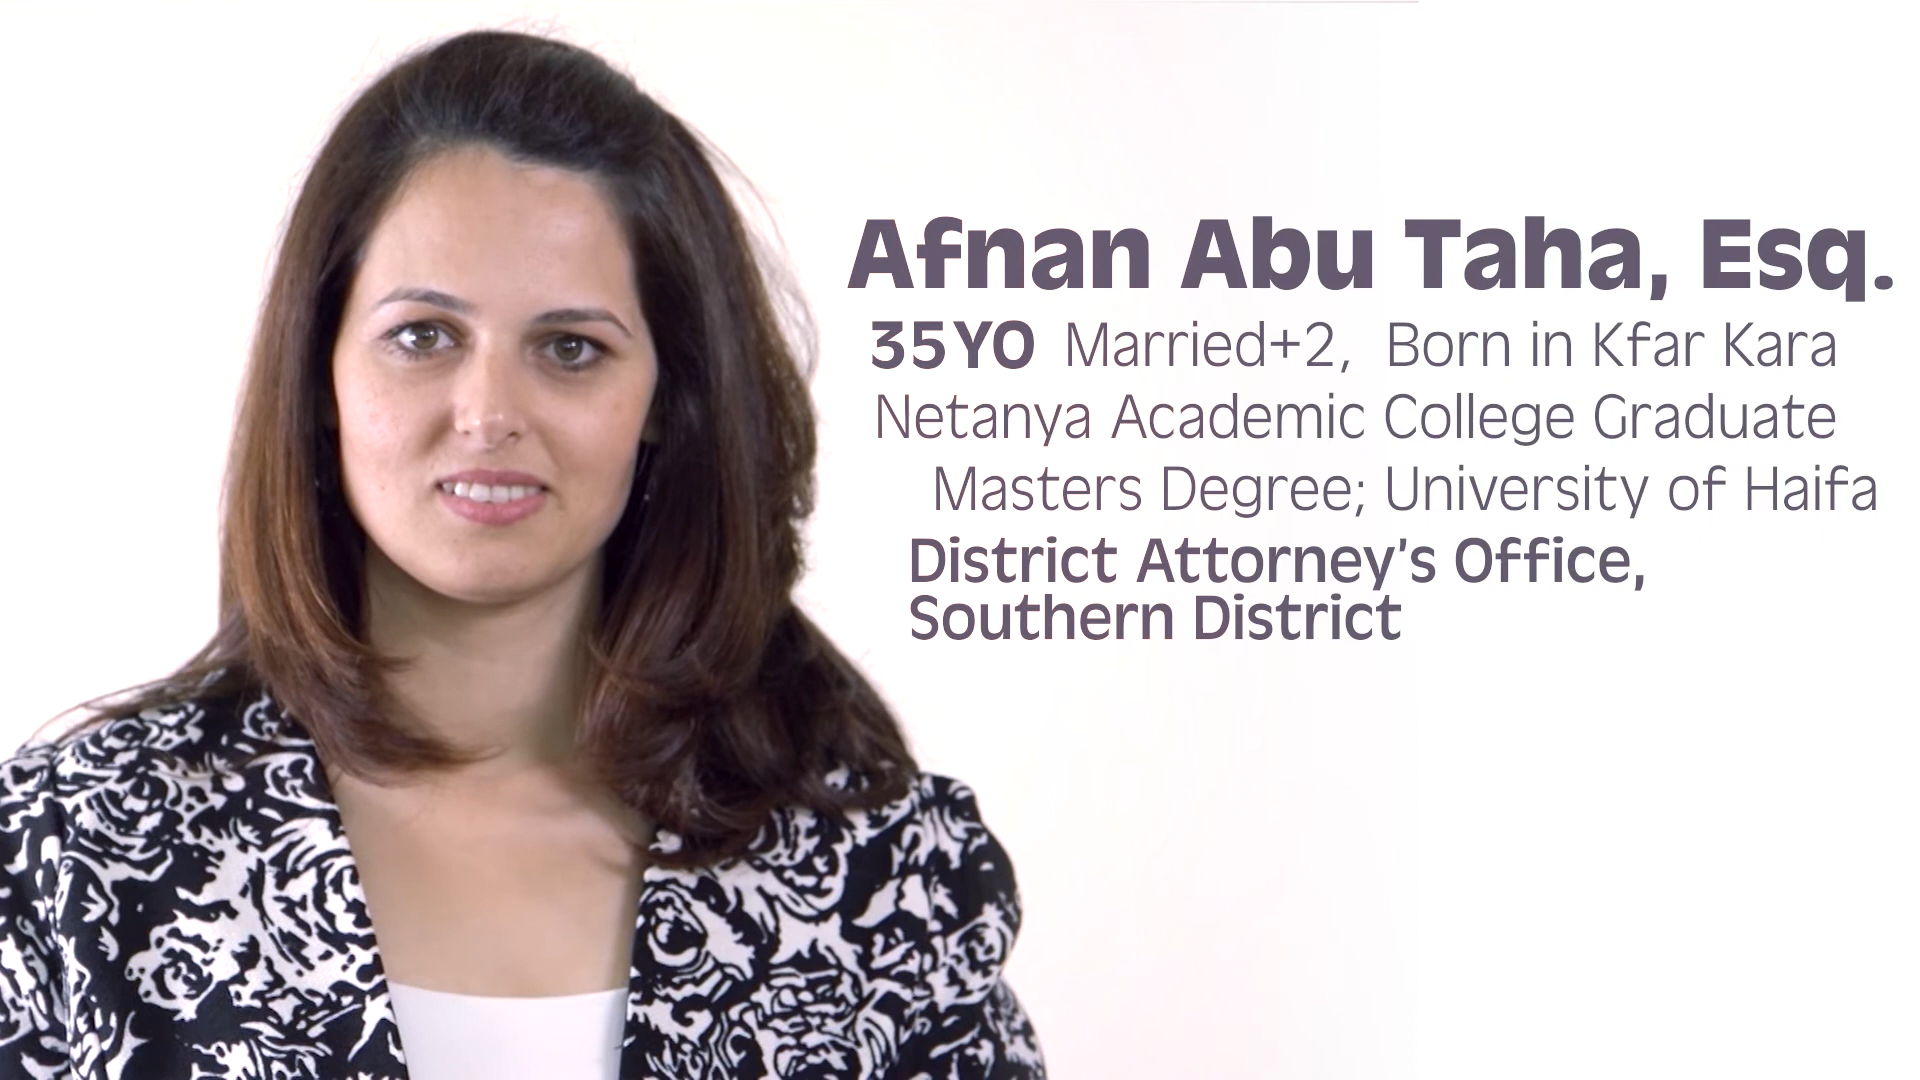 Afnan Abu Taha, Esq.
35YO Married+2, Born in Kfar Kara
Netanya Academic College Graduate
Masters Degree; University of Haifa
District Attorney's Office,
Southern District